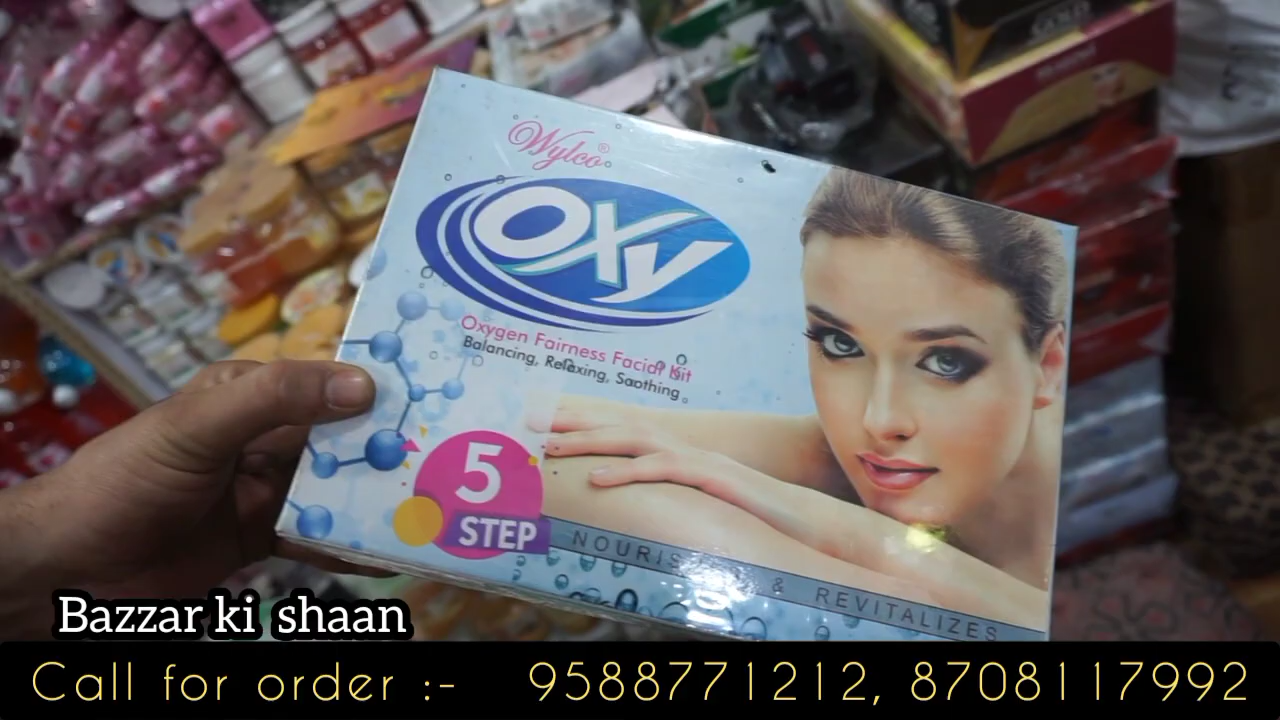 GOLD
Wylco®
OXY
Oxygen Fairness Facial Kit
Balancing, Relaxing, Soothing
5
STEP
& REVITALIZES
Bazzar ki shaan
Call for order :- 9588771212, 8708117992